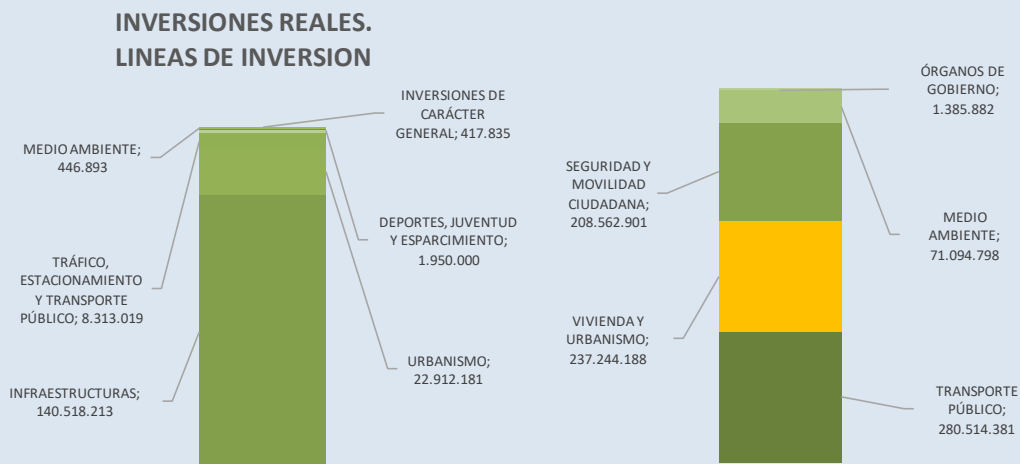 INVERSIONES REALES.
LINEAS DE INVERSION
INVERSIONES DE
CARÁCTER
GENERAL; 417.835
MEDIO AMBIENTE;
446.893
DEPORTES, JUVENTUD
Y ESPARCIMIENTO;
1.950.000
TRÁFICO,
ESTACIONAMIENTO
Y TRANSPORTE
PÚBLICO; 8.313.019
URBANISMO;
22.912.181
INFRAESTRUCTURAS;
140.518.213
ÓRGANOS DE
GOBIERNO;
1.385.882
SEGURIDAD Y
MOVILIDAD
CIUDADANA;
208.562.901
MEDIO
AMBIENTE;
71.094.798
VIVIENDA Y
URBANISMO;
237.244.188
TRANSPORTE
PÚBLICO;
280.514.381